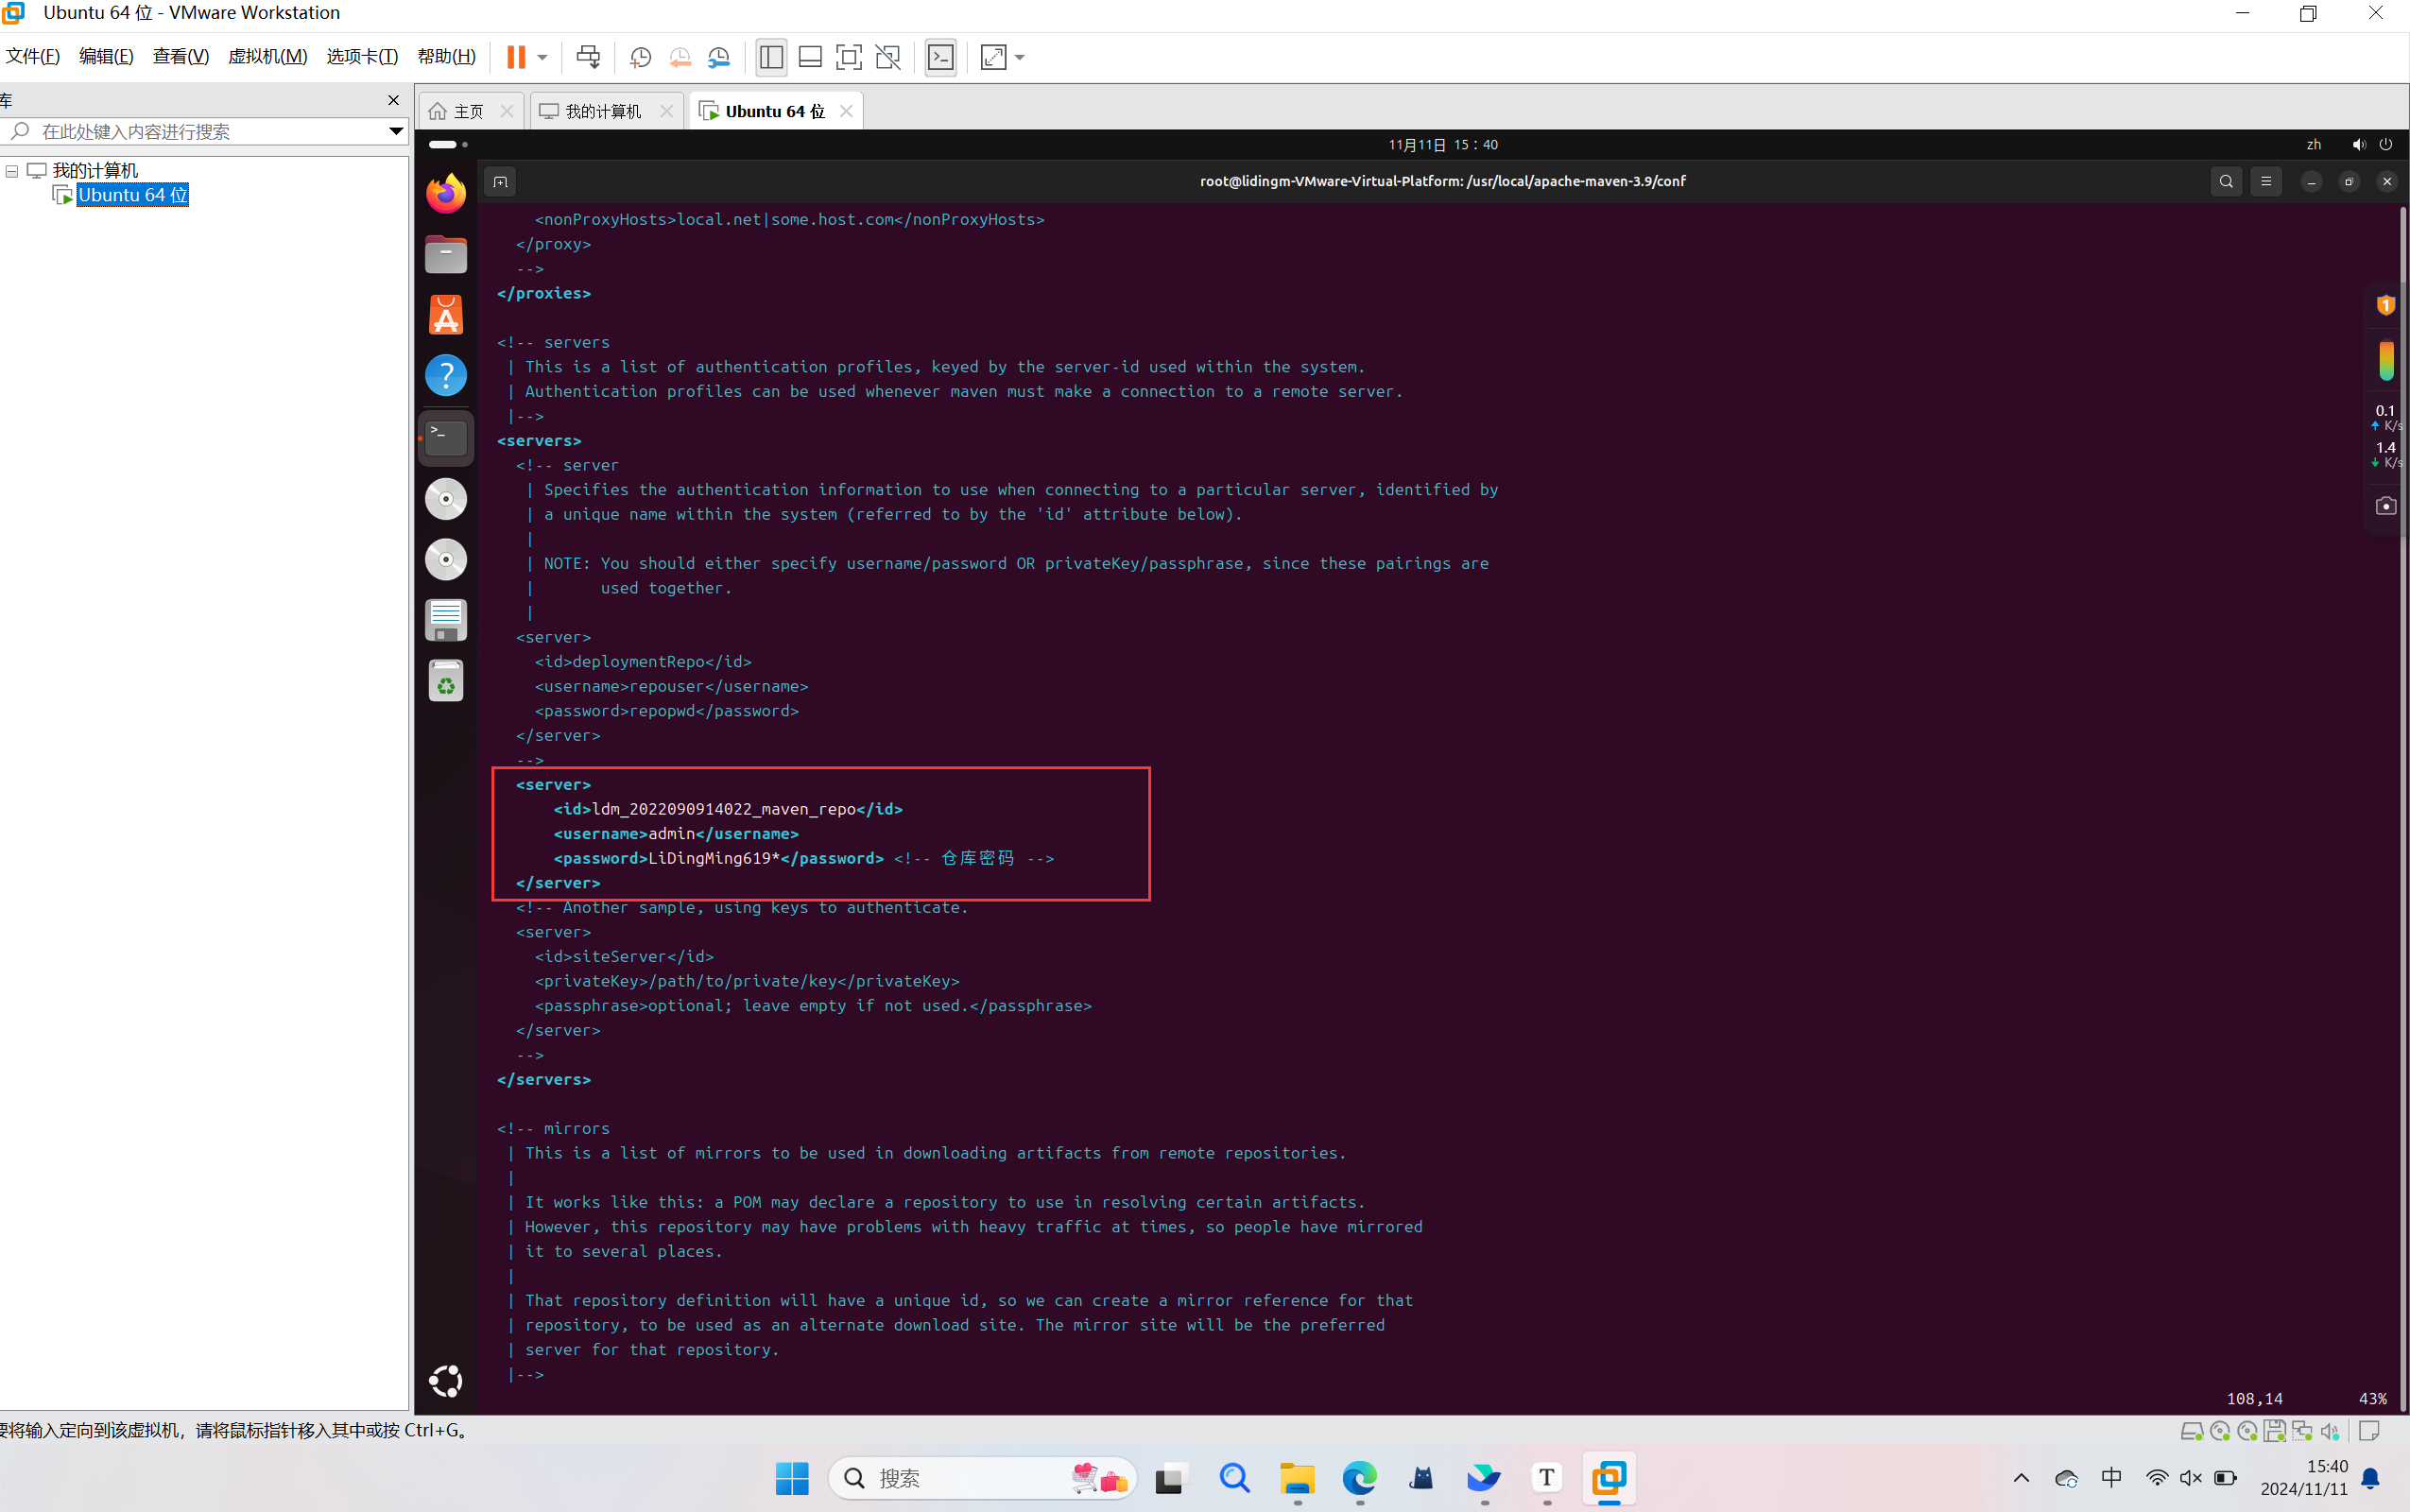 Ubuntu 64 位 - VMware Workstation
文件(F) 编辑(E) 查看(V) 虚拟机(M) 选项卡(T) 帮助(H)
库
在此处键入内容进行搜索
我的计算机
Ubuntu 64 位
主页
我的计算机
Ubuntu 64 位
11月11日 15：40
zh
root@lidingm-VMware-Virtual-Platform: /usr/local/apache-maven-3.9/conf
<nonProxyHosts>local.net|some.host.com</nonProxyHosts>
</proxy>
-->
</proxies>
<!-- servers
| This is a list of authentication profiles, keyed by the server-id used within the system.
| Authentication profiles can be used whenever maven must make a connection to a remote server.
|-->
<servers>
<!-- server
| Specifies the authentication information to use when connecting to a particular server, identified by
| a unique name within the system (referred to by the 'id' attribute below).
|
| NOTE: You should either specify username/password OR privateKey/passphrase, since these pairings are
| used together.
|
<server>
<id>deploymentRepo</id>
<username>repouser</username>
<password>repopwd</password>
</server>
-->
<server>
<id>ldm_2022090914022_maven_repo</id>
<username>admin</username>
<password>LiDingMing619*</password> <!-- 仓库密码 -->
</server>
<!-- Another sample, using keys to authenticate.
<server>
<id>siteServer</id>
<privateKey>/path/to/private/key</privateKey>
<passphrase>optional; leave empty if not used.</passphrase>
</server>
-->
</servers>
<!-- mirrors
| This is a list of mirrors to be used in downloading artifacts from remote repositories.
|
| It works like this: a POM may declare a repository to use in resolving certain artifacts.
| However, this repository may have problems with heavy traffic at times, so people have mirrored
| it to several places.
|
| That repository definition will have a unique id, so we can create a mirror reference for that
| repository, to be used as an alternate download site. The mirror site will be the preferred
| server for that repository.
|-->
108,14 43%
1
0.1
K/s
1.4
K/s
要将输入定向到该虚拟机，请将鼠标指针移入其中或按 Ctrl+G。
搜索
T
中
15:40
2024/11/11